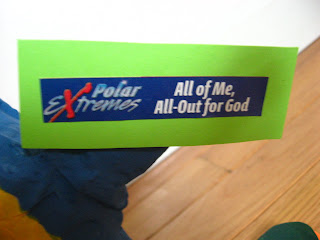 Polar
eXtremes
All of Me,
All-Out for God